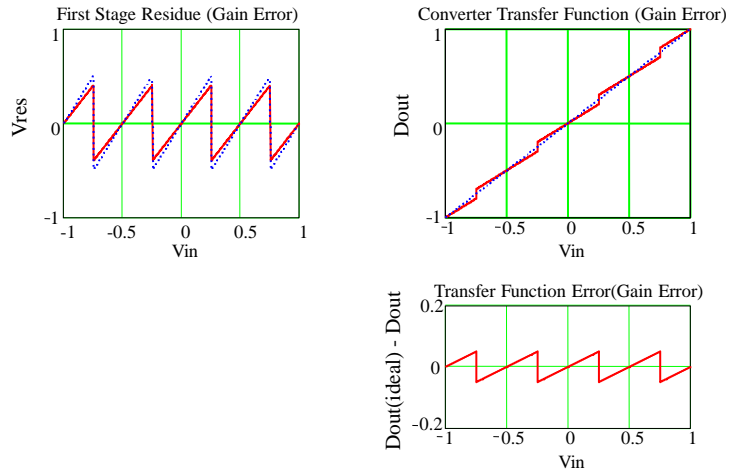 First Stage Residue (Gain Error)
1
0
-1
Vres
-1
-0.5
0
0.5
1
Vin
Converter Transfer Function (Gain Error)
1
0
-1
Dout
-1
-0.5
0
0.5
1
Vin
Transfer Function Error(Gain Error)
0.2
0
-0.2
Dout(ideal) - Dout
-1
-0.5
0
0.5
1
Vin